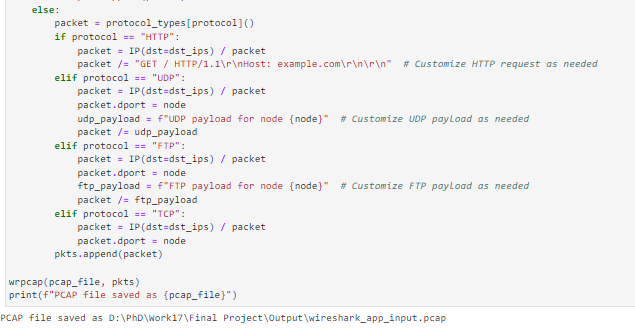 else:
packet = protocol_types[protocol]()
if protocol == "HTTP":
packet = IP(dst=dst_ips) / packet
packet /= "GET / HTTP/1.1\r\nHost: example.com\r\n\r\n"  # Customize HTTP request as needed
elif protocol == "UDP":
packet = IP(dst=dst_ips) / packet
packet.dport = node
udp_payload = f"UDP payload for node {node}"  # Customize UDP payload as needed
packet /= udp_payload
elif protocol == "FTP":
packet = IP(dst=dst_ips) / packet
packet.dport = node
ftp_payload = f"FTP payload for node {node}"  # Customize FTP payload as needed
packet /= ftp_payload
elif protocol == "TCP":
packet = IP(dst=dst_ips) / packet
packet.dport = node
pkts.append(packet)
wrpcap(pcap_file, pkts)
print(f"PCAP file saved as {pcap_file}")
PCAP file saved as D:\PhD\Work17\Final Project\Output\wireshark_app_input.pcap